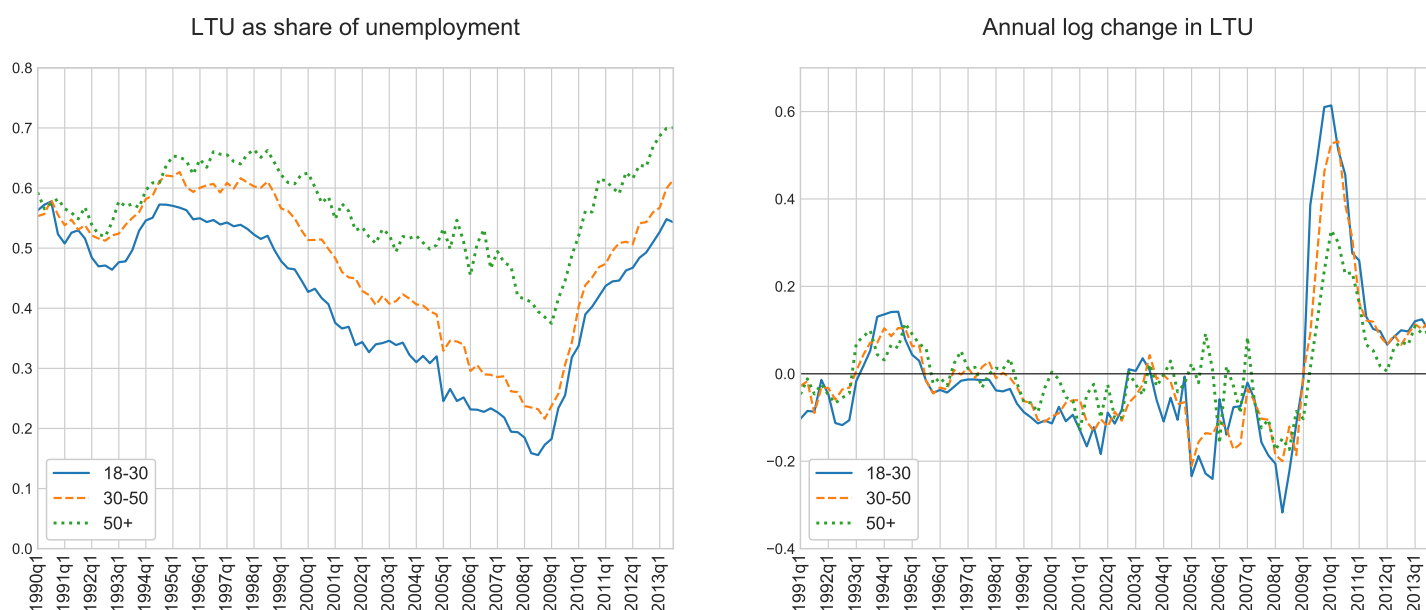 LTU as share of unemployment
0.8
0.7
0.6
0.5
0.4
0.3
0.2
0.1
0.0
18-30
30-50
50+
1990q1
1991q1
1992q1
1993q1
1994q1
1995q1
1996q1
1997q1
1998q1
1999q1
2000q1
2001q1
2002q1
2003q1
2004q1
2005q1
2006q1
2007q1
2008q1
2009q1
2010q1
2011q1
2012q1
2013q1
Annual log change in LTU
0.6
0.4
0.2
0.0
−0.2
−0.4
18-30
30-50
50+
1991q1
1992q1
1993q1
1994q1
1995q1
1996q1
1997q1
1998q1
1999q1
2000q1
2001q1
2002q1
2003q1
2004q1
2005q1
2006q1
2007q1
2008q1
2009q1
2010q1
2011q1
2012q1
2013q1